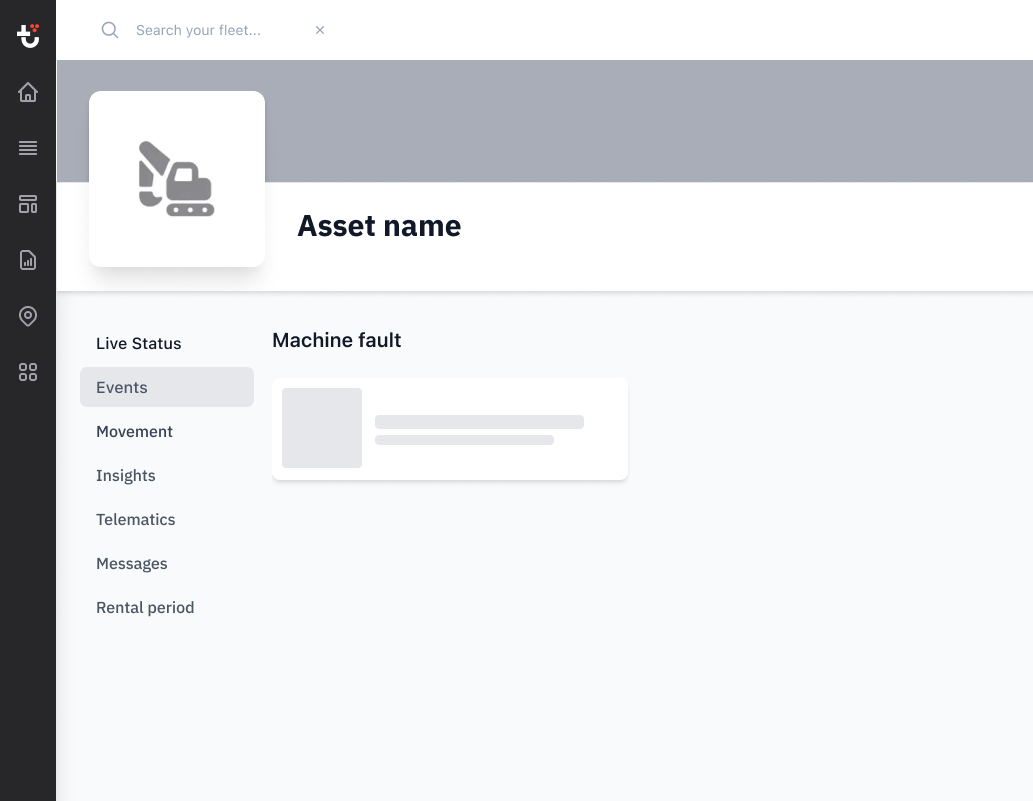 Search your fleet...
Asset name
Live Status
Events
Movement
Insights
Telematics
Messages
Rental period
Machine fault